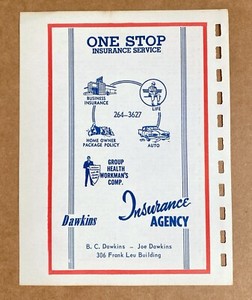 ONE STOP
INSURANCE SERVICE
BUSINESS
INSURANCE
LIFE
264-3627
HOME OWNER
PACKAGE POLICY
AUTO
GROUP
HEALTH
WORKMAN'S
COMP.
Dawkins
Insurance
AGENCY
B. C. Dawkins - Joe Dawkins
306 Frank Leu Building